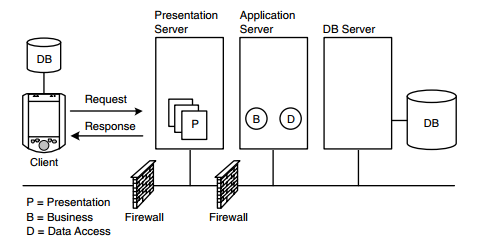 Presentation
Server
Application
Server
DB Server
DB
Request
Response
P
B
D
DB
Client
P = Presentation
B = Business
D = Data Access
Firewall
Firewall